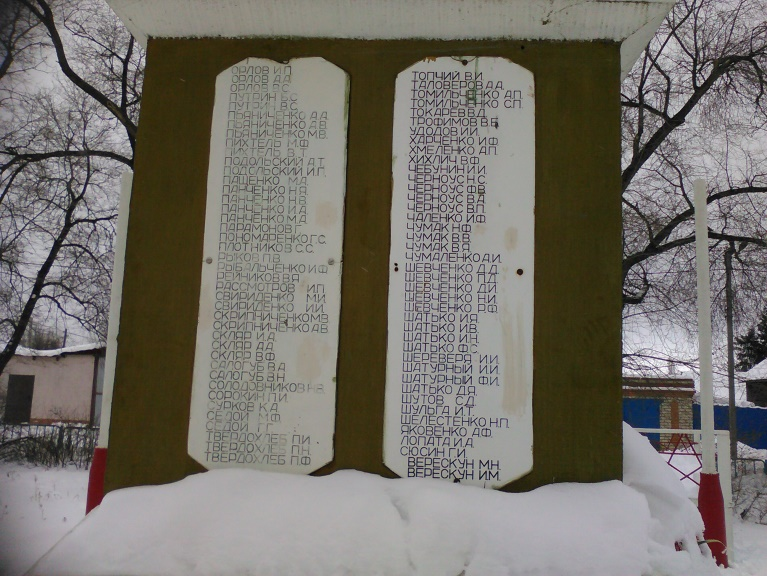 ОРЛОВ И.П.
ОРЛОВ Д.А.
ОРЛОВ В.С.
ПУТРИН Б.С.
ПУТРИН В.С.
ПЬЯНИЧЕНКО А.А.
ПЬЯНИЧЕНКО
ПЬЯНИЧЕНКО М.В.
ПИХТЕЛЬ М.Ф.
ПИХТЕЛЬ В.Т.
ПОДОЛЬСКИЙ А.Т.
ПОДОЛЬСКИЙ И.Г.
ПАЩЕНКО М.А.
ПАНЧЕНКО Н.В.
ПАНЧЕНКО Н.В.
ПАНЧЕНКО
ПАНЧЕНКО И.Д.
ПАРАМОНОВ Г.
ПОНОМАРЕНКО Г.С.
ПЛОТНИКОВ С.С.
РЫКОВ П.В.
РЫБАЛЬЧЕНКО И.Ф.
РЕЙЧИКОВ В.Я.
РАССМОТРОВ И.П.
СВИРИДЕНКО М.И.
СВИРИДЕНКО И.И.
СКРИПНИЧЕНКО М.В.
СКРИПНИЧЕНКО А.В.
СКЛЯР И.Д.
СКЛЯР
СКЛЯР В.Ф.
САЛОГУБ В.А.
САЛОГУБ В.Н.
СОЛОДОВНИКОВ Н.В.
СОРОКИН П.И.
СУРКОВ К.А.
СЕДОЙ М.Ф.
СЕДОЙ Г.Г.
ТВЕРДОХЛЕБ П.И.
ТВЕРДОХЛЕБ П.Н.
ТВЕРДОХЛЕБ П.Ф.
ТОПЧИЙ В.И.
ТАЛОВЕРОВ Д.А.
ТОМИЛЬЧЕНКО А.П.
ТОМИЛЬЧЕНКО С.П.
ТОКАРЕВ В.Д.
ТРОФИМОВ В.Б.
УДОДОВ И.И.
ХАРЧЕНКО И.Ф.
ХМЕЛЕНКО А.П.
ХИХЛИЧ В.Ф.
ЧЕБУНИН И.И.
ЧЕРНОУС Н.С.
ЧЕРНОУС Ф.В.
ЧЕРНОУС В.Д.
ЧЕРНОУС В.П.
ЧАЛЕНКО И.Ф.
ЧУМАК Н.Ф.
ЧУМАК В.В.
ЧУМАК В.Я.
ЧУМАЛЕНКО А.И.
ШЕВЧЕНКО Д.Д.
ШЕВЧЕНКО П.П.
ШЕВЧЕНКО Д.И.
ШЕВЧЕНКО Н.И.
ШЕВЧЕНКО Р.Ф.
ШАТЬКО И.Я.
ШАТЬКО И.В.
ШАТЬКО И.Н.
ШАТЬКО Ф.С.
ШЕРЕВЕРА И.И.
ШАТУРНЫЙ И.И.
ШАТУРНЫЙ Ф.И.
ШАТЬКО Д.Д.
ШУТОВ С.Д.
ШУЛЬГА И.Т.
ШЕЛЕСТЕНКО Н.П.
ЯКОВЕНКО А.Ф.
ЛОПАТА И.А.
СЮСИН Г.И.
ВЕРЕСКУН М.Н.
ВЕРЕСКУН И.М.